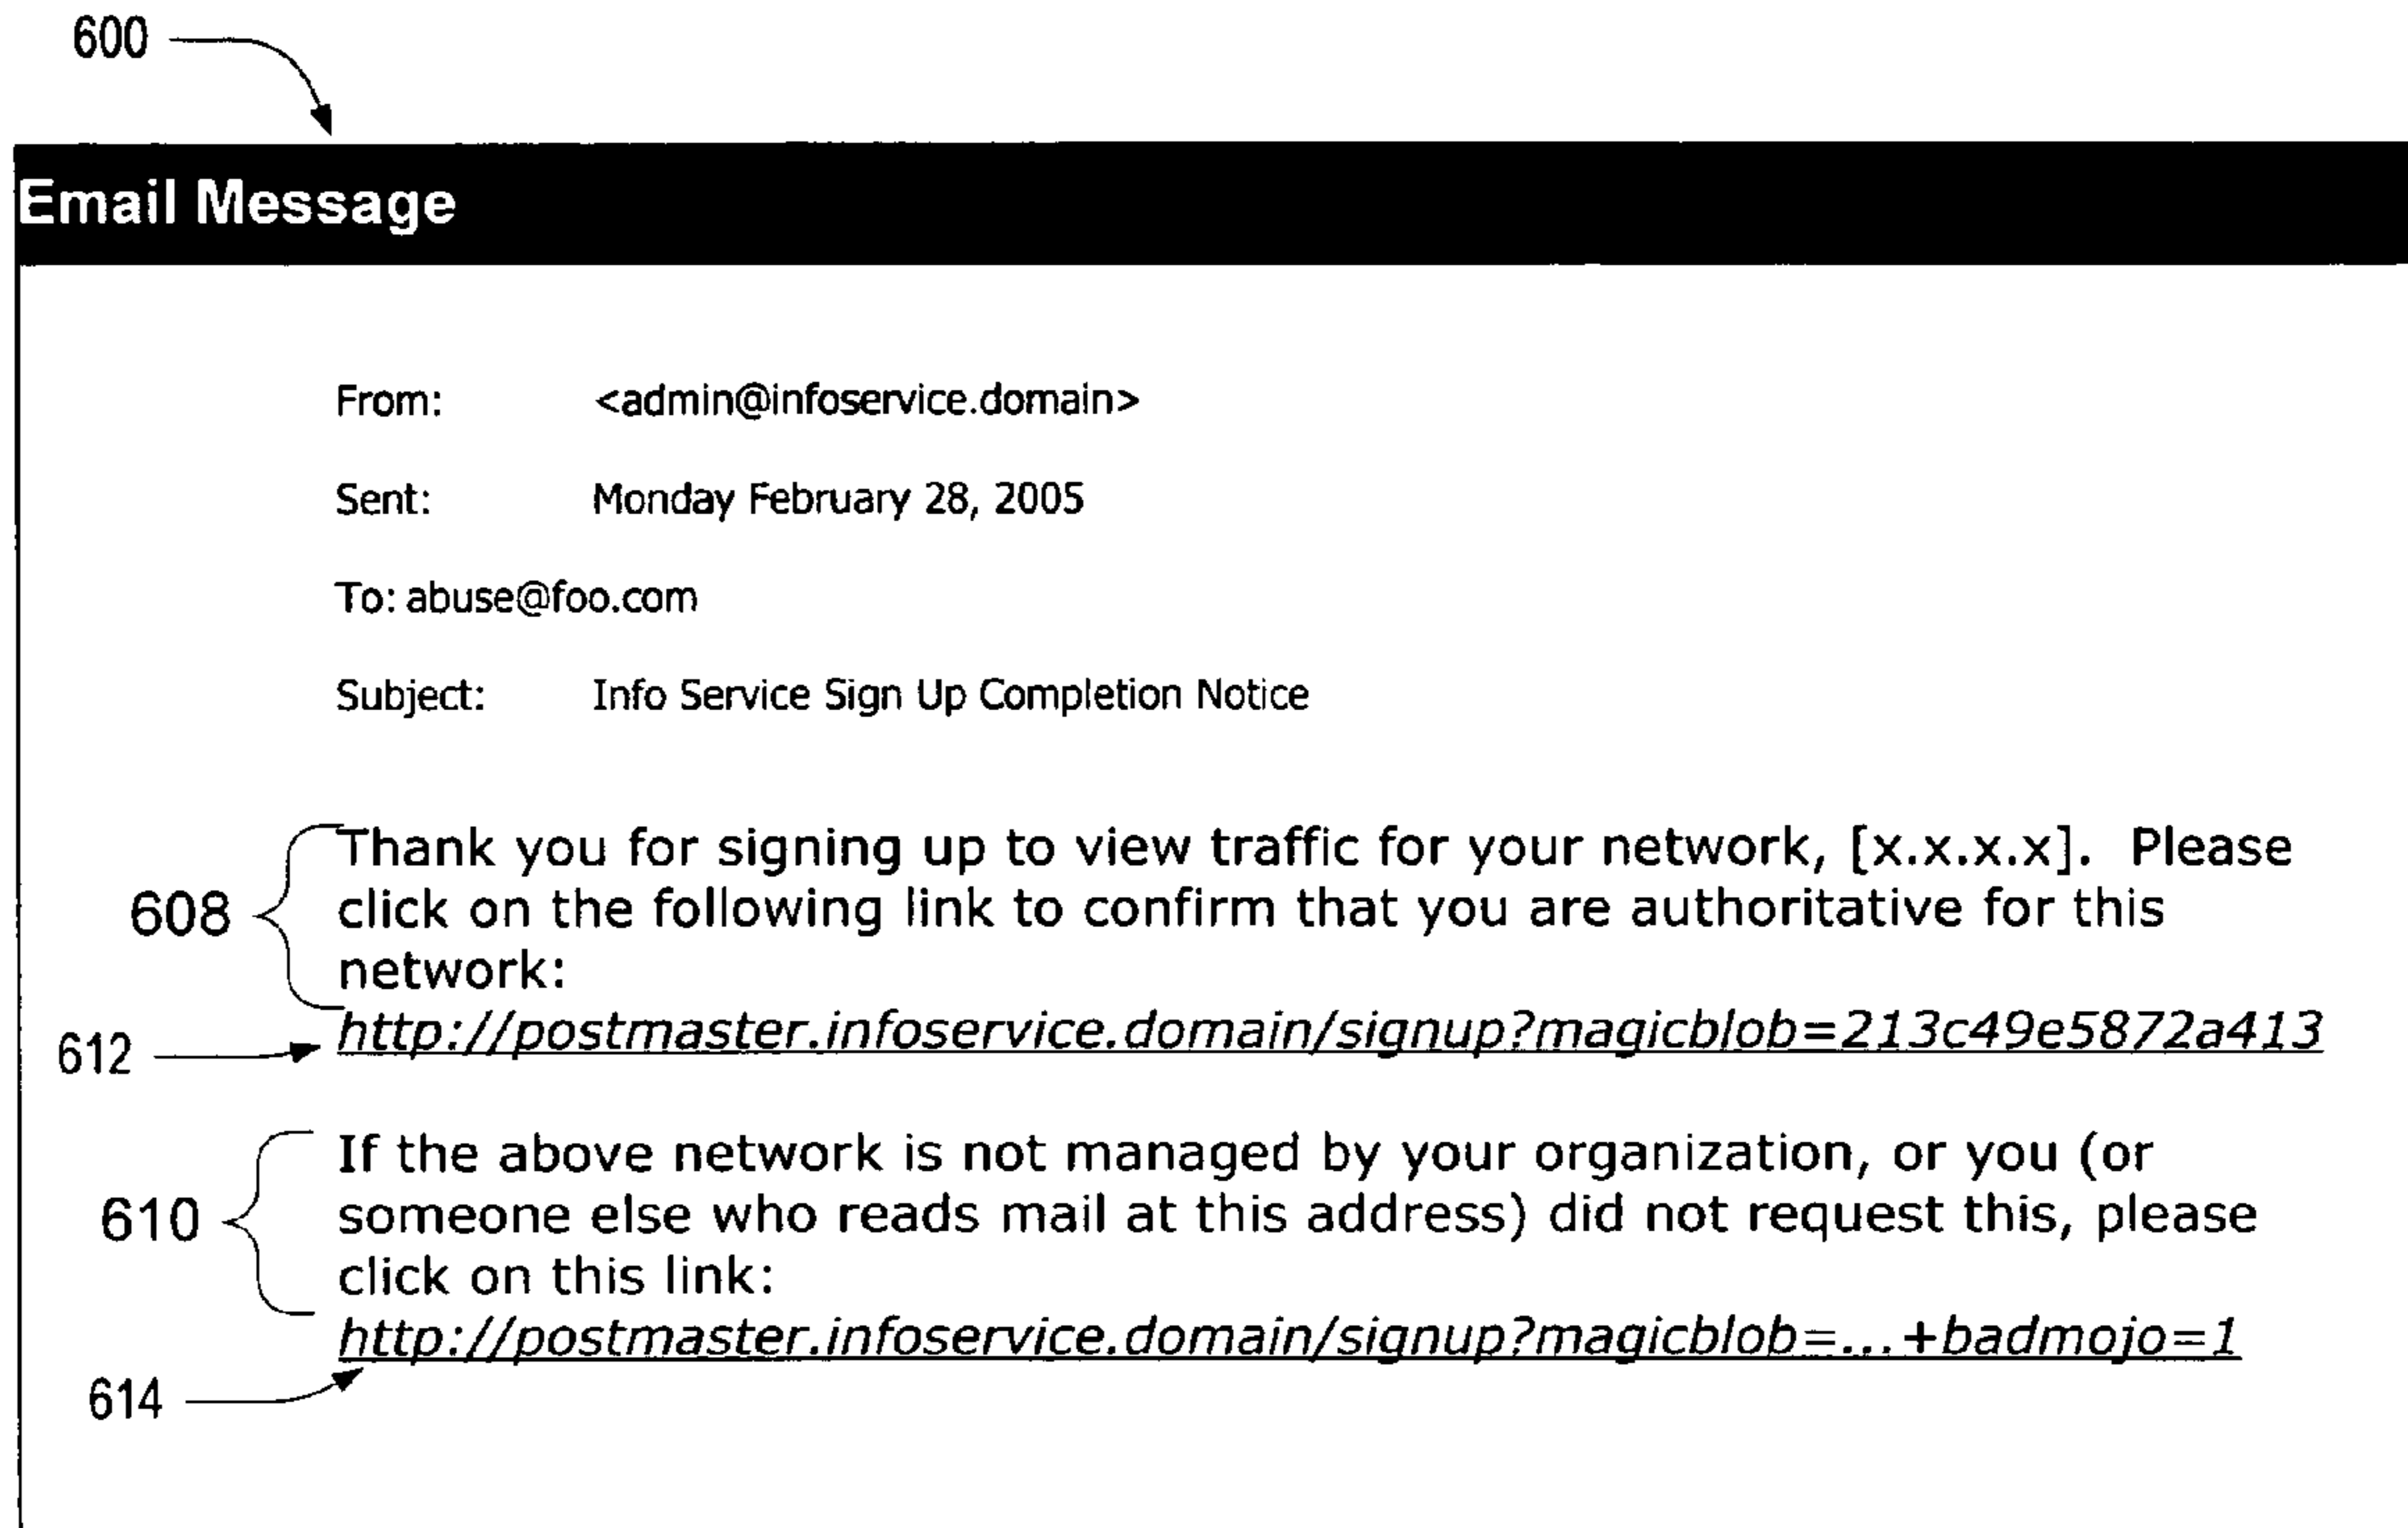 600
Email Message
From: <admin@infoservice.domain>
Sent: Monday February 28, 2005
To: abuse@foo.com
Subject: Info Service Sign Up Completion Notice
Thank you for signing up to view traffic for your network, [x.x.x.x]. Please
608 click on the following link to confirm that you are authoritative for this
network:
612 http://postmaster.infoservice.domain/signup?magicblob=213c49e5872a413
If the above network is not managed by your organization, or you (or
610 someone else who reads mail at this address) did not request this, please
click on this link:
http://postmaster.infoservice.domain/signup?magicblob=...+badmojo=1
614